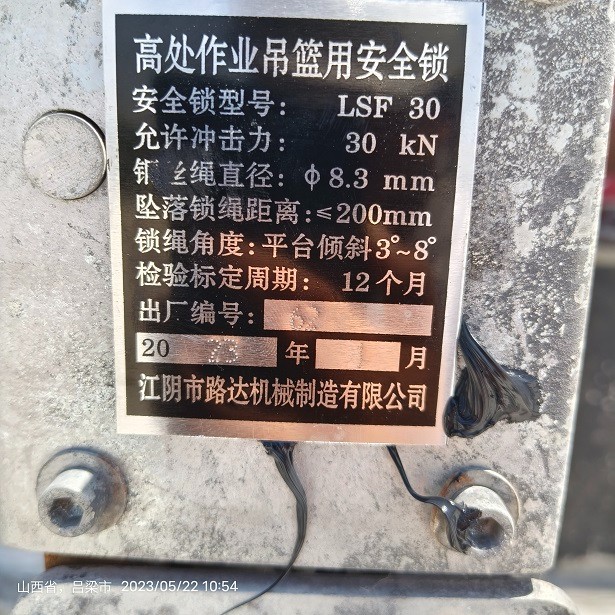 高处作业吊篮用安全锁
安全锁型号: LSF 30
允许冲击力: 30 kN
钢丝绳直径: φ8.3 mm
坠落锁绳距离:≤200mm
锁绳角度:平台倾斜3°~8°
检验标定周期: 12个月
出厂编号:
20 年 月
江阴市路达机械制造有限公司
山西省，吕梁市 2023/05/22 10:54